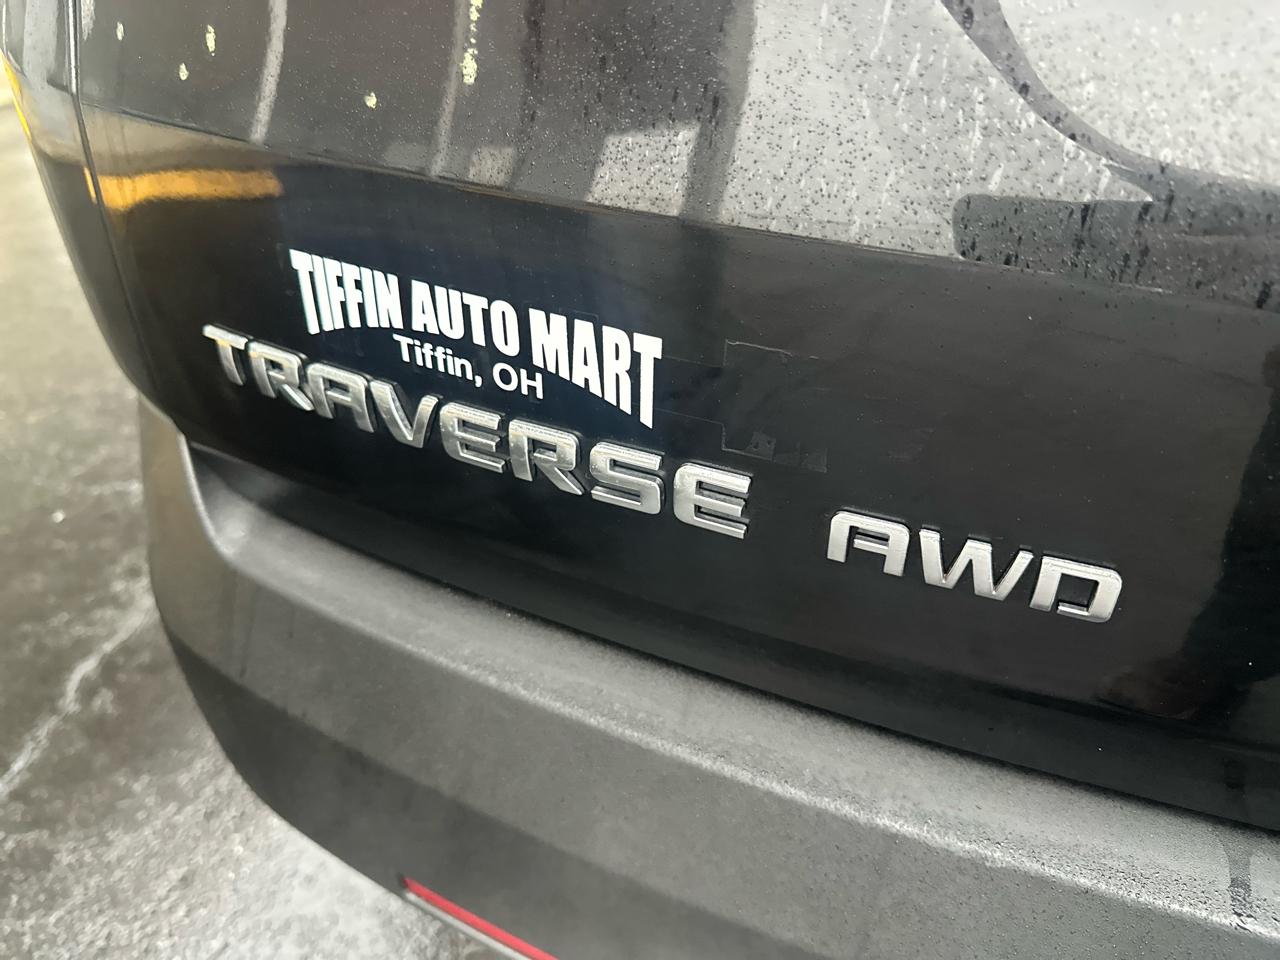 TIFFIN AUTO MART
Tiffin, OH
TRAVERSE AWD